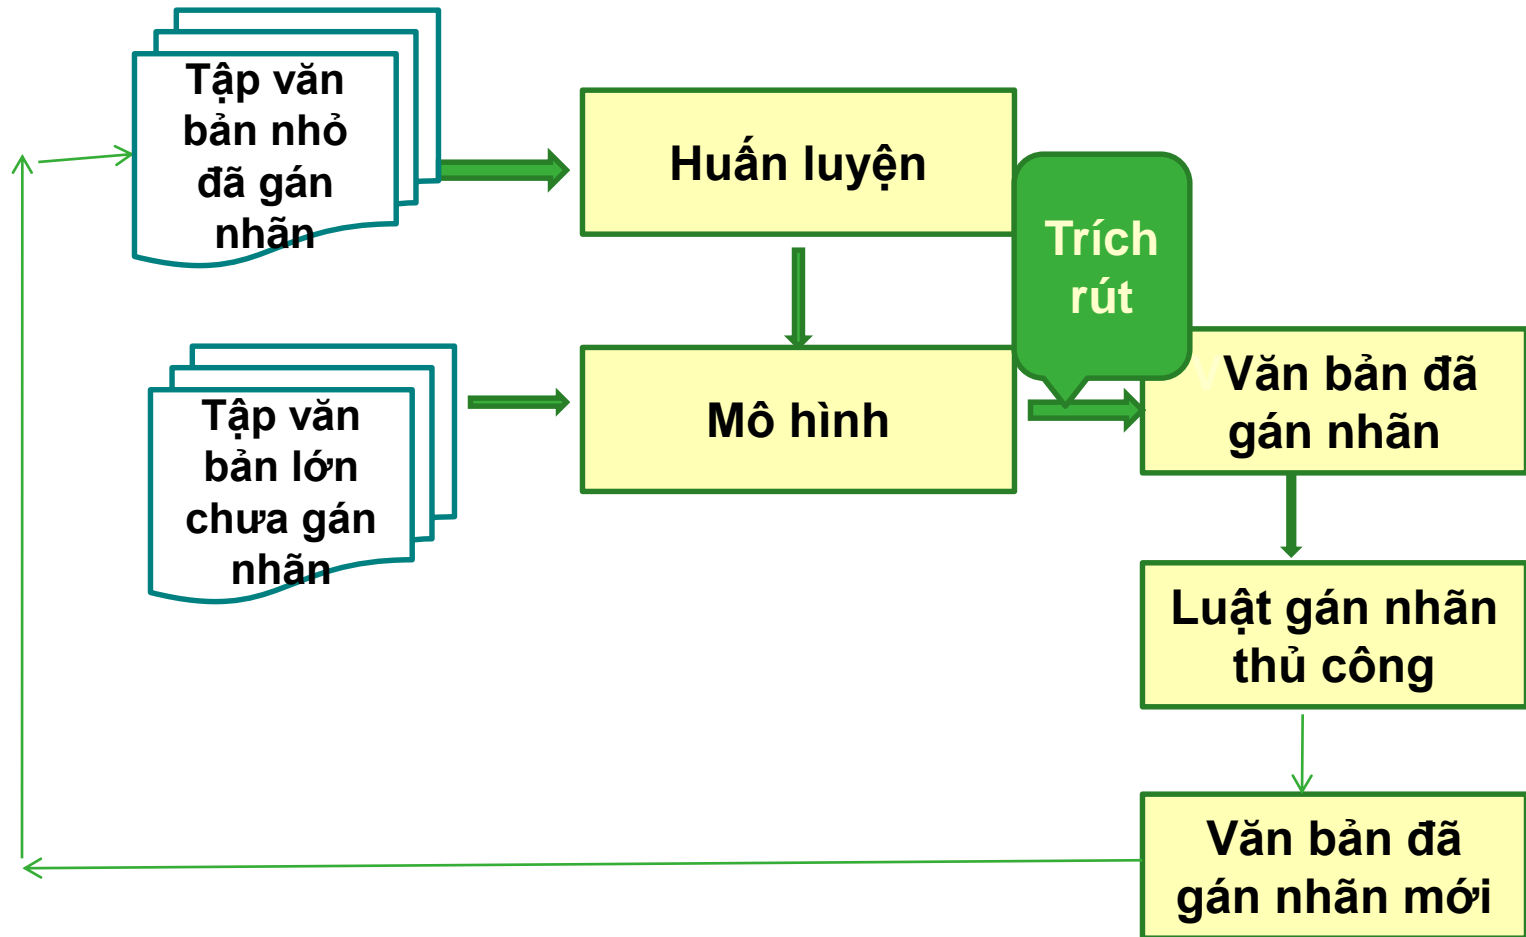 Tập văn
bản nhỏ
đã gán
nhãn
Huấn luyện
Trích
rút
Tập văn
bản lớn
chưa gán
nhãn
Mô hình
VVăn bản đã
gán nhãn
Luật gán nhãn
thủ công
Văn bản đã
gán nhãn mới